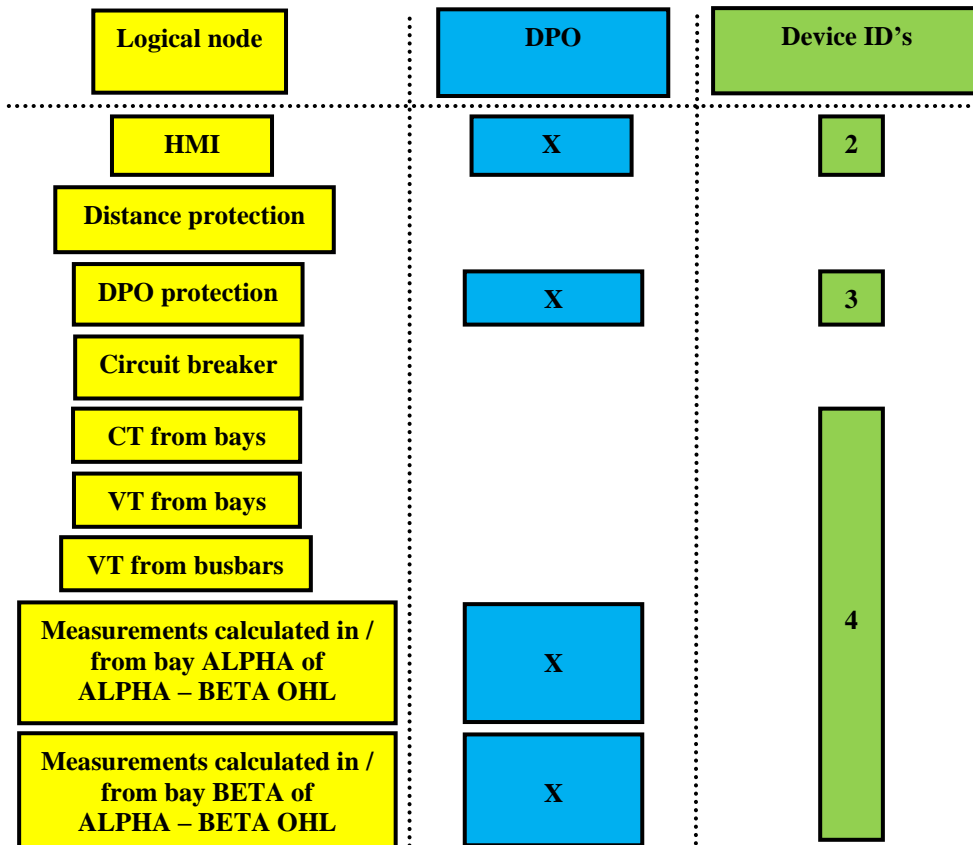 Logical node
DPO
Device ID’s
HMI
X
2
Distance protection
DPO protection
X
3
Circuit breaker
CT from bays
VT from bays
VT from busbars
4
Measurements calculated in /
from bay ALPHA of
ALPHA – BETA OHL
X
Measurements calculated in /
from bay BETA of
ALPHA – BETA OHL
X